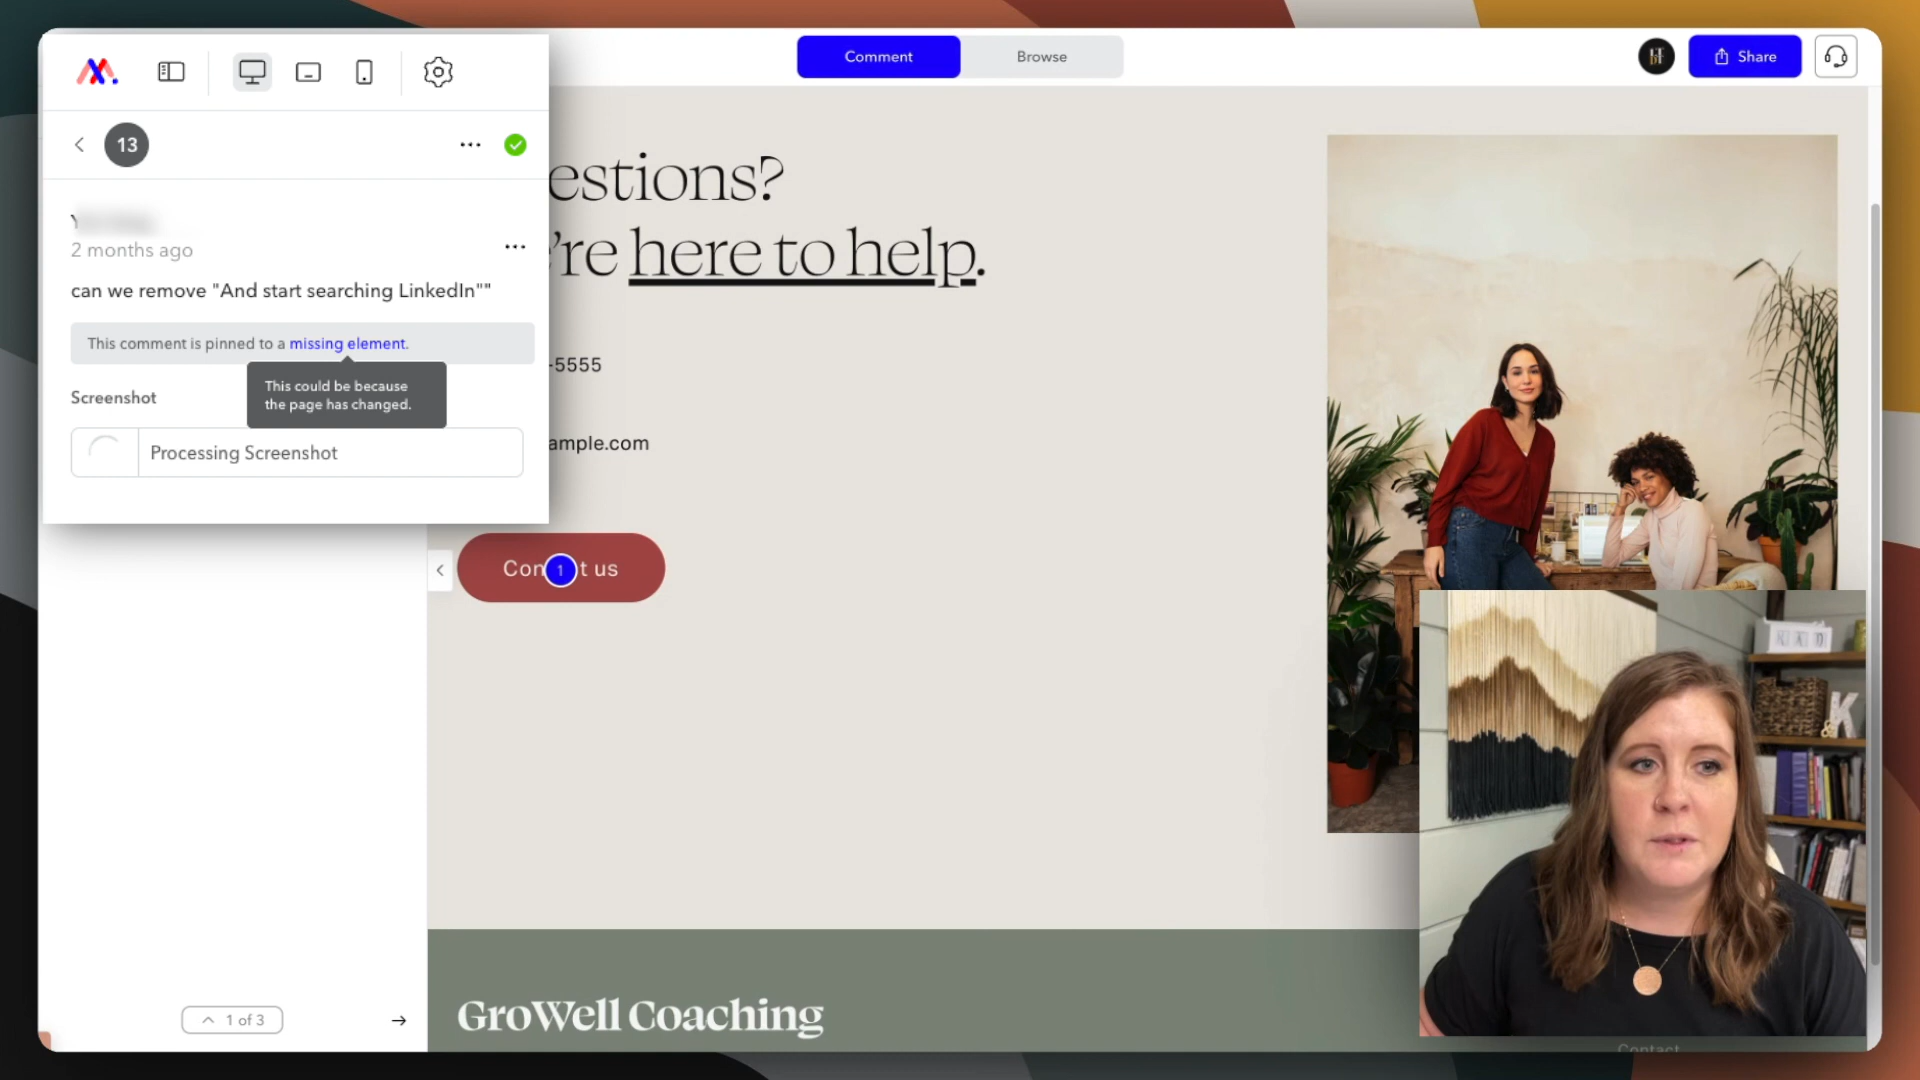 Comment
Browse
Share
13
2 months ago
can we remove "And start searching LinkedIn""
This comment is pinned to a missing element.
This could be because
the page has changed.
Screenshot
Processing Screenshot
estions?
're here to help.
-5555
ample.com
Con 1 t us
1 of 3
GroWell Coaching
Contact